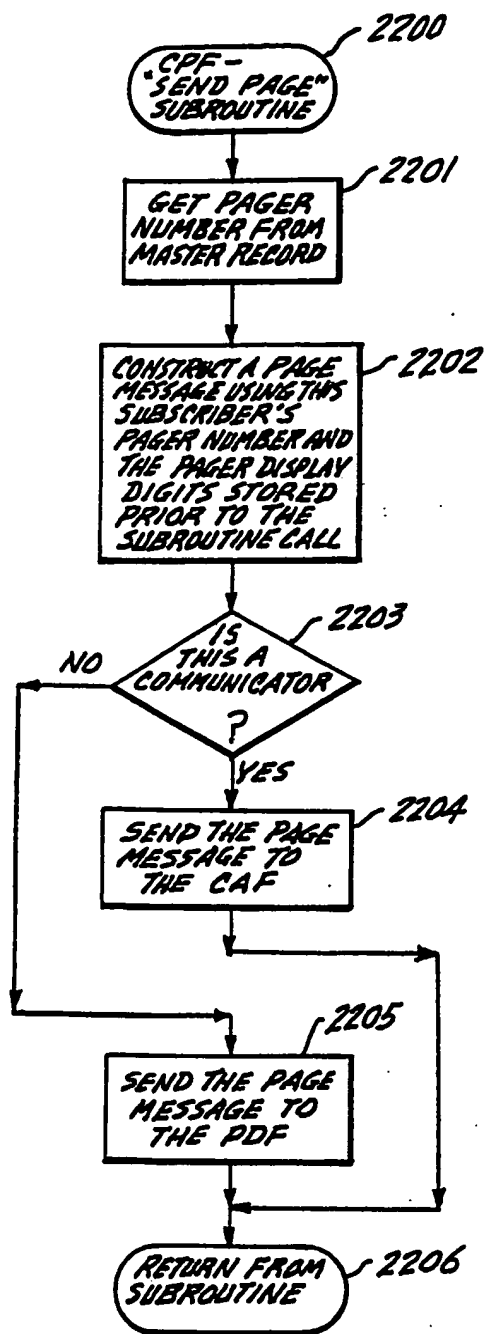 2200
"CPF-
SEND PAGE"
SUBROUTINE
2201
GET PAGER
NUMBER FROM
MASTER RECORD
2202
CONSTRUCT A PAGE
MESSAGE USING THIS
SUBSCRIBER'S
PAGER NUMBER AND
THE PAGER DISPLAY
DIGITS STORED
PRIOR TO THE
SUBROUTINE CALL
2203
IS
THIS A
COMMUNICATOR
?
NO
YES
2204
SEND THE PAGE
MESSAGE TO
THE CAF
2205
SEND THE PAGE
MESSAGE TO
THE PDF
RETURN FROM
SUBROUTINE
2206